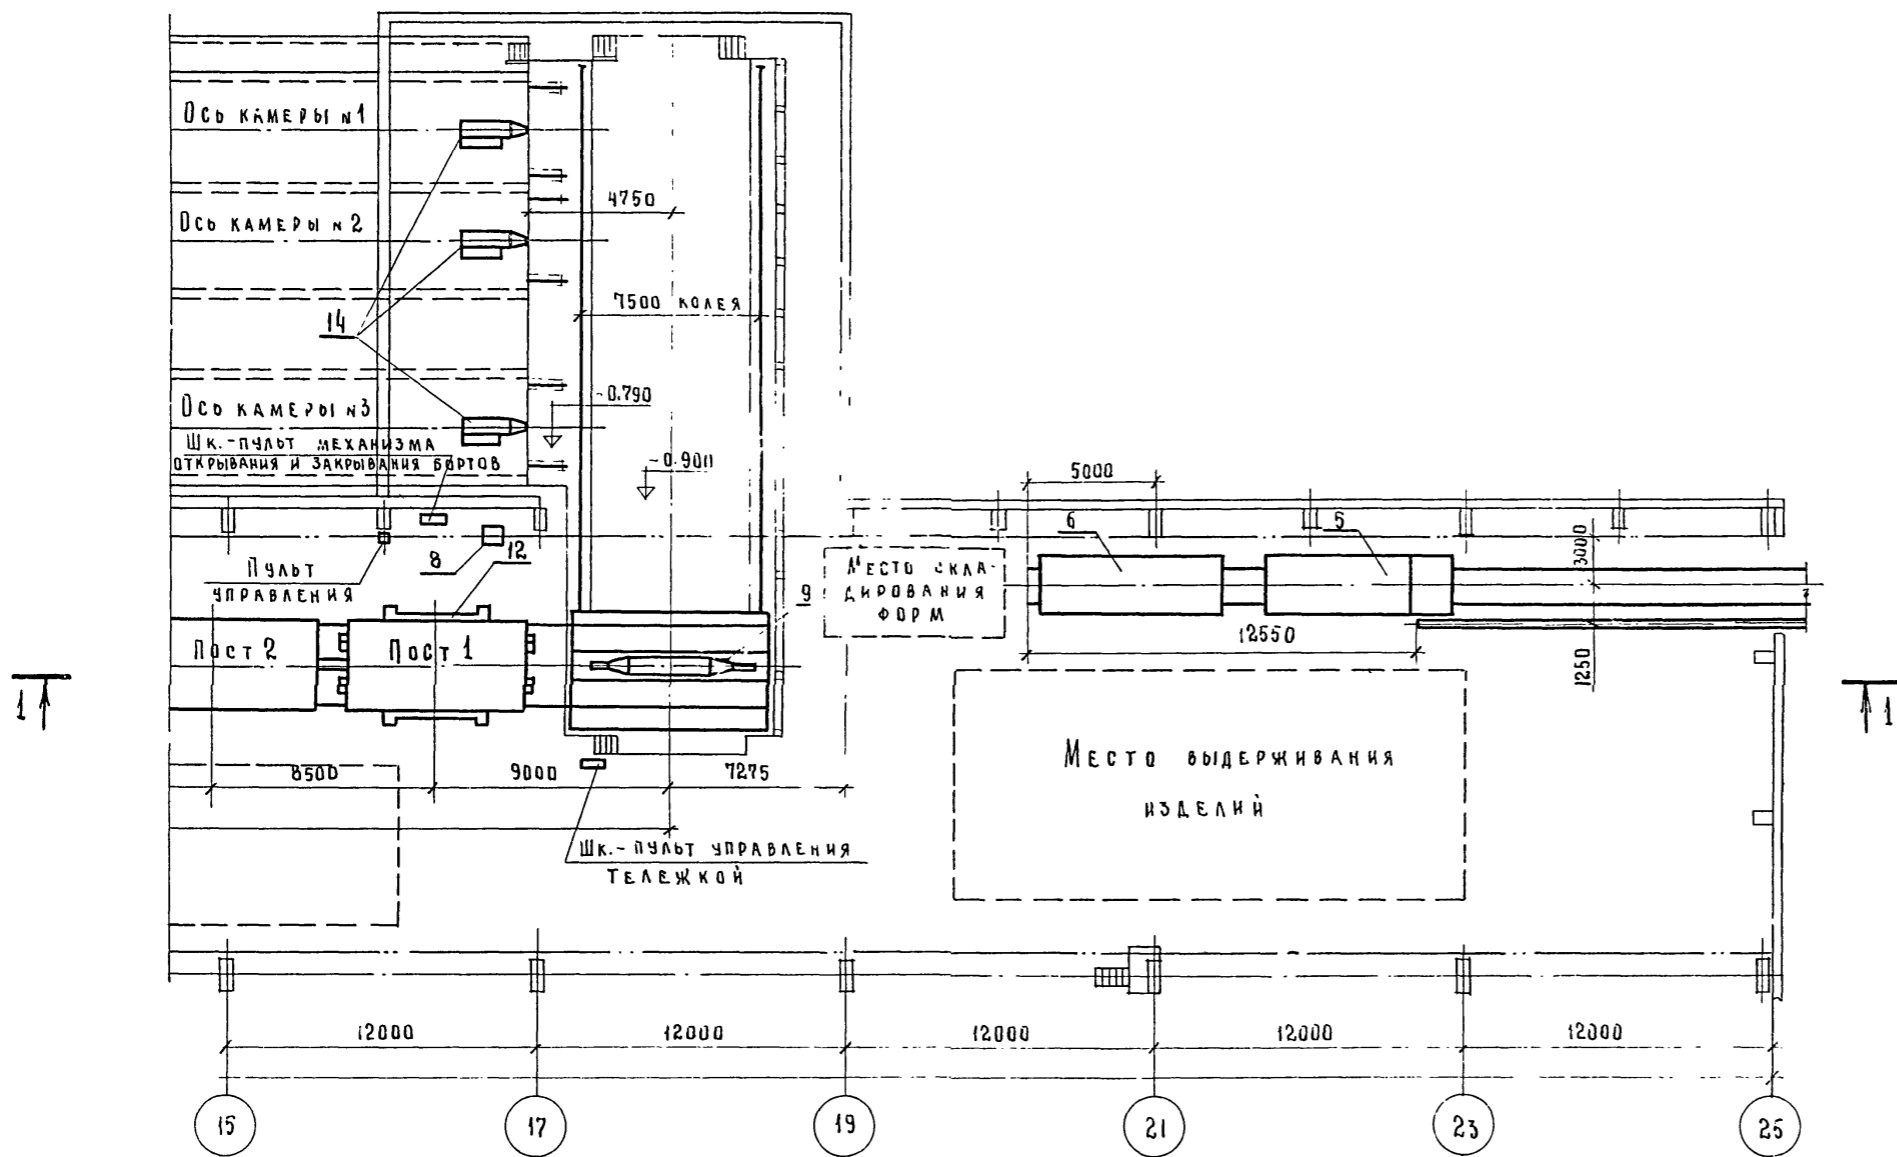 Ось камеры №1
4750
Ось камеры №2
7500 колея
14
Ось камеры №3
-0.790
Шк.-пульт механизма
открывания и закрывания бортов
-0.900
5000
6
5
3000
8
12
Пульт
управления
9
Место скла-
дирования
форм
12550
1250
Пост 2
Пост 1
1
1
Место выдерживания
изделий
8500
9000
7275
Шк.-пульт управления
тележкой
12000
12000
12000
12000
12000
15
17
19
21
23
25